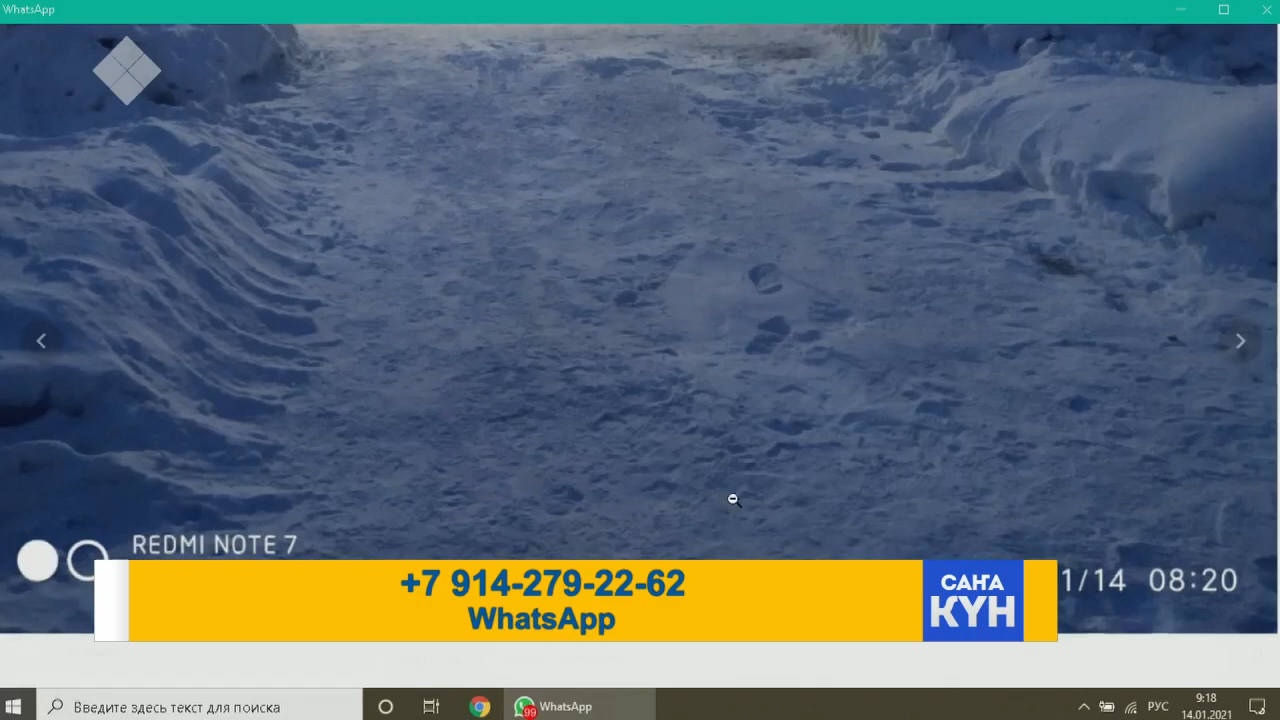 WhatsApp
REDMI NOTE 7
1/14 08:20
+7 914-279-22-62
WhatsApp
САҤА
КҮН
Введите здесь текст для поиска
99
WhatsApp
РУС
9:18
14.01.2021